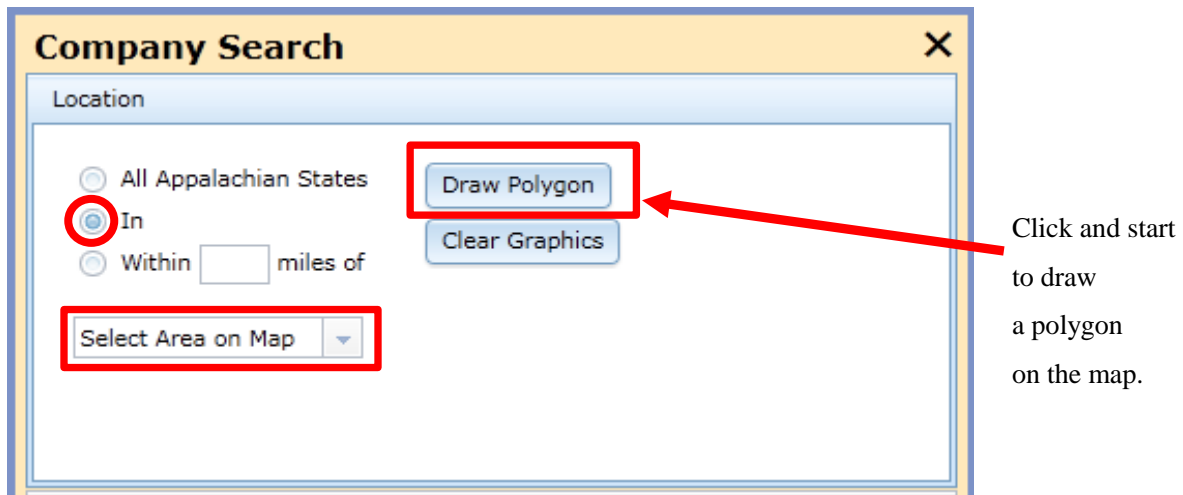 Company Search
Location
All Appalachian States
In
Within miles of
Select Area on Map
Draw Polygon
Clear Graphics
Click and start
to draw
a polygon
on the map.